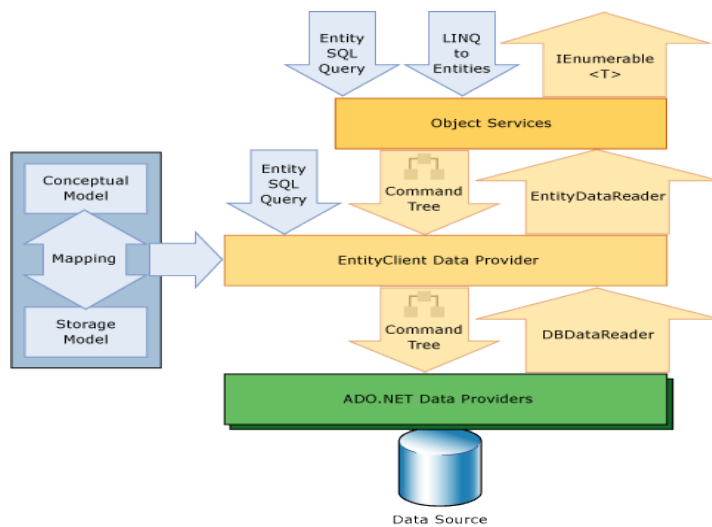 Entity
SQL
Query
LINQ
to
Entities
IEnumerable
<T>
Object Services
Conceptual
Model
Mapping
Storage
Model
Entity
SQL
Query
Command
Tree
EntityDataReader
EntityClient Data Provider
Command
Tree
DBDataReader
ADO.NET Data Providers
Data Source